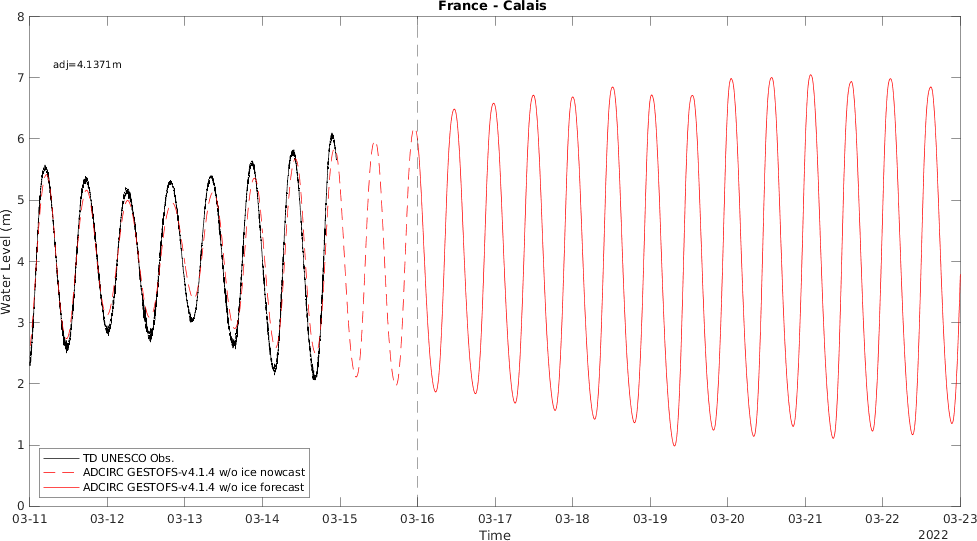 France - Calais
adj=4.1371m
8
7
6
5
4
3
2
1
0
Water Level (m)
TD UNESCO Obs.
ADCIRC GESTOFS-v4.1.4 w/o ice nowcast
ADCIRC GESTOFS-v4.1.4 w/o ice forecast
03-11 03-12 03-13 03-14 03-15 03-16 03-17 03-18 03-19 03-20 03-21 03-22 03-23
Time
2022